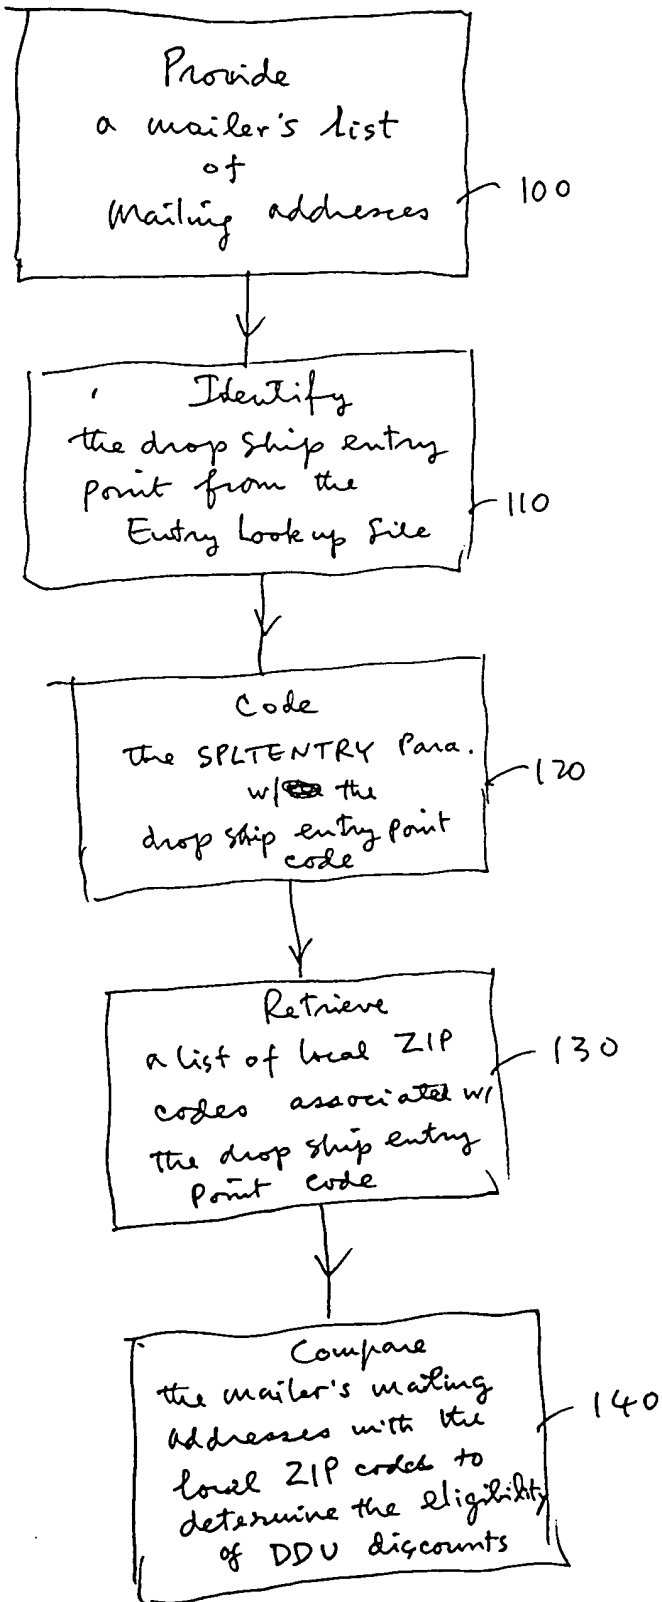 Provide
a mailer's list
of
Mailing addresses
100
Identify
the drop ship entry
point from the
Entry Lookup file
110
Code
the SPLTENTRY Para.
w/ the
drop ship entry point
code
120
Retrieve
a list of local ZIP
codes associated w/
the drop ship entry
Point code
130
Compare
the mailer's mailing
addresses with the
local ZIP codes to
determine the eligibility
of DDU discounts
140